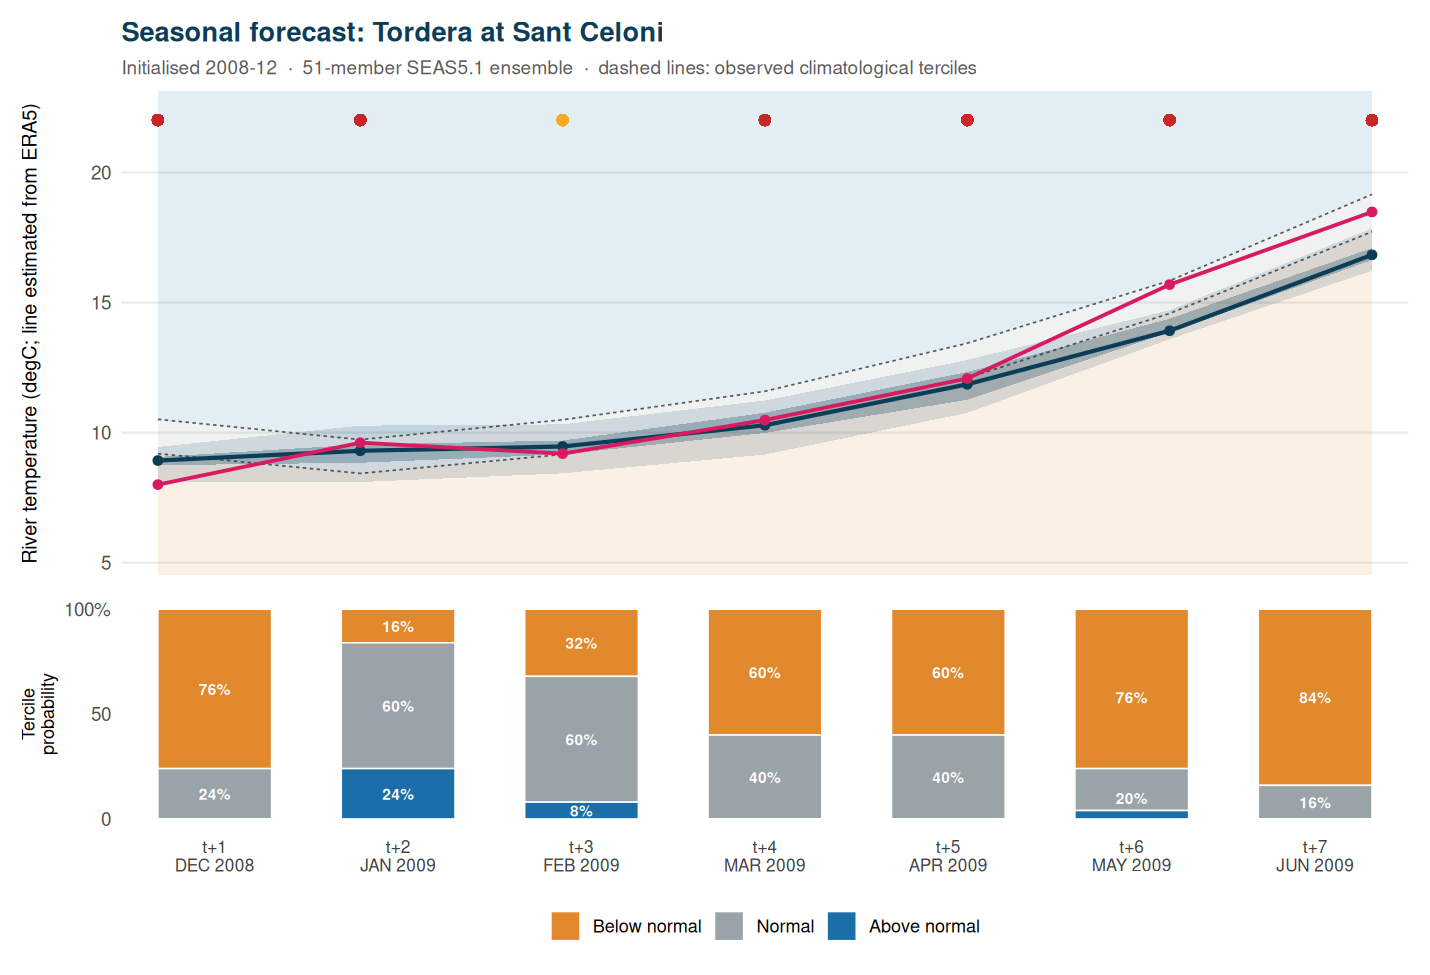 Seasonal forecast: Tordera at Sant Celoni
Initialised 2008-12 · 51-member SEAS5.1 ensemble · dashed lines: observed climatological terciles
River temperature (degC; line estimated from ERA5)
20
15
10
5
Tercile
probability
100%
50
0
76%
24%
16%
60%
24%
32%
60%
8%
60%
40%
60%
40%
76%
20%
84%
16%
t+1
DEC 2008
t+2
JAN 2009
t+3
FEB 2009
t+4
MAR 2009
t+5
APR 2009
t+6
MAY 2009
t+7
JUN 2009
Below normal
Normal
Above normal